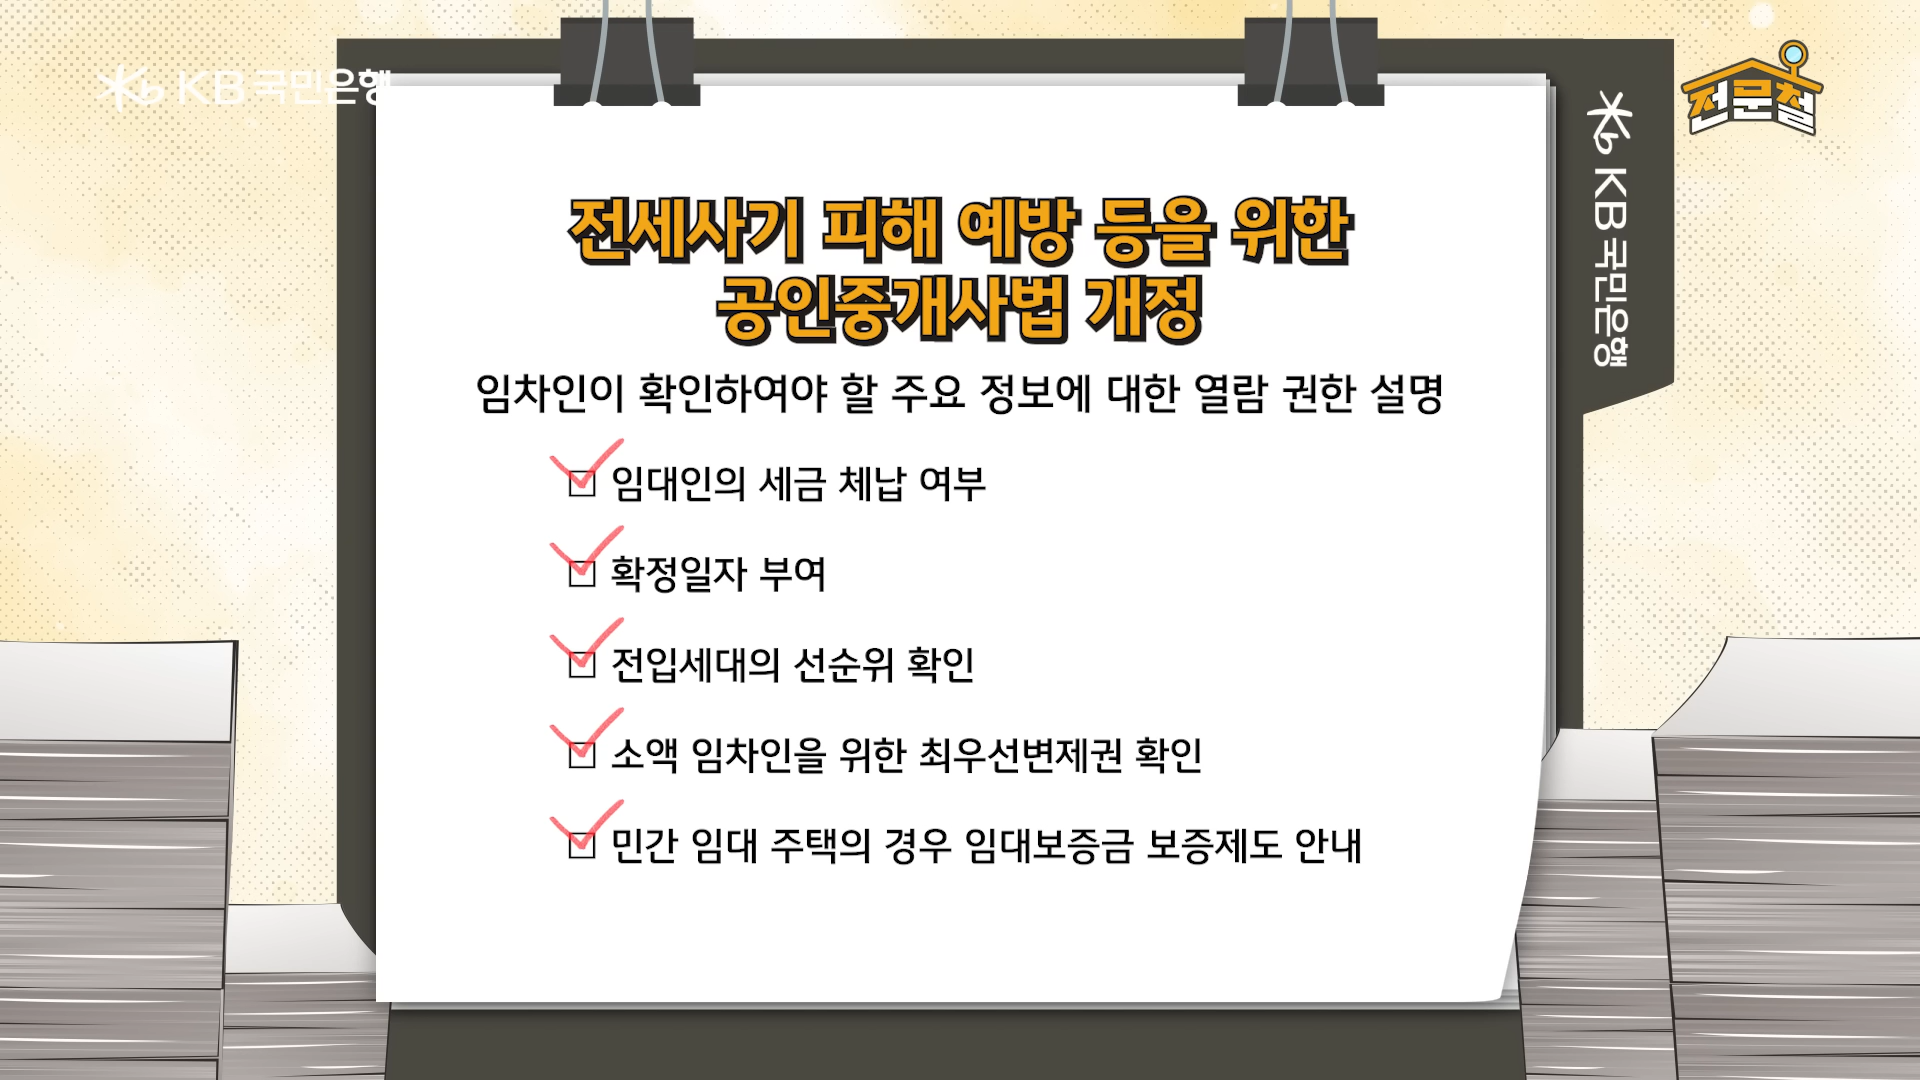 KB국민은행
전문철
KB국민은행
전세사기 피해 예방 등을 위한
공인중개사법 개정
임차인이 확인하여야 할 주요 정보에 대한 열람 권한 설명
임대인의 세금 체납 여부
확정일자 부여
전입세대의 선순위 확인
소액 임차인을 위한 최우선변제권 확인
민간 임대 주택의 경우 임대보증금 보증제도 안내